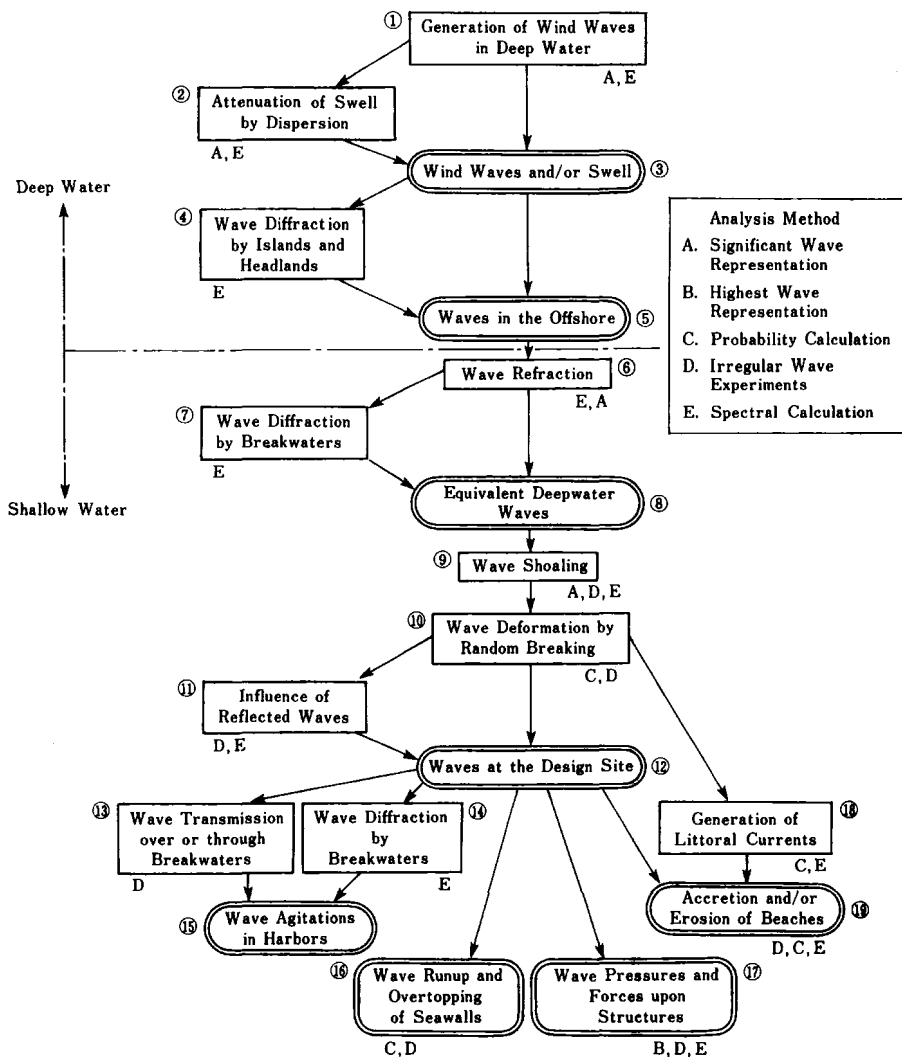 ①
Generation of Wind Waves
in Deep Water
A, E
②
Attenuation of Swell
by Dispersion
A, E
Wind Waves and/or Swell
③
Deep Water
④
Wave Diffraction
by Islands and
Headlands
E
Waves in the Offshore
⑤
Analysis Method
A. Significant Wave
Representation
B. Highest Wave
Representation
C. Probability Calculation
D. Irregular Wave
Experiments
E. Spectral Calculation
Wave Refraction
⑥
E, A
⑦
Wave Diffraction
by Breakwaters
E
Shallow Water
Equivalent Deepwater
Waves
⑧
⑨
Wave Shoaling
A, D, E
⑩
Wave Deformation by
Random Breaking
C, D
⑪
Influence of
Reflected Waves
D, E
Waves at the Design Site
⑫
⑬
Wave Transmission
over or through
Breakwaters
D
Wave Diffraction
by
Breakwaters
⑭
E
⑮
Wave Agitations
in Harbors
Generation of
Littoral Currents
⑱
C, E
Accretion and/or
Erosion of Beaches
⑲
D, C, E
⑯
Wave Runup and
Overtopping
of Seawalls
C, D
Wave Pressures and
Forces upon
Structures
⑰
B, D, E